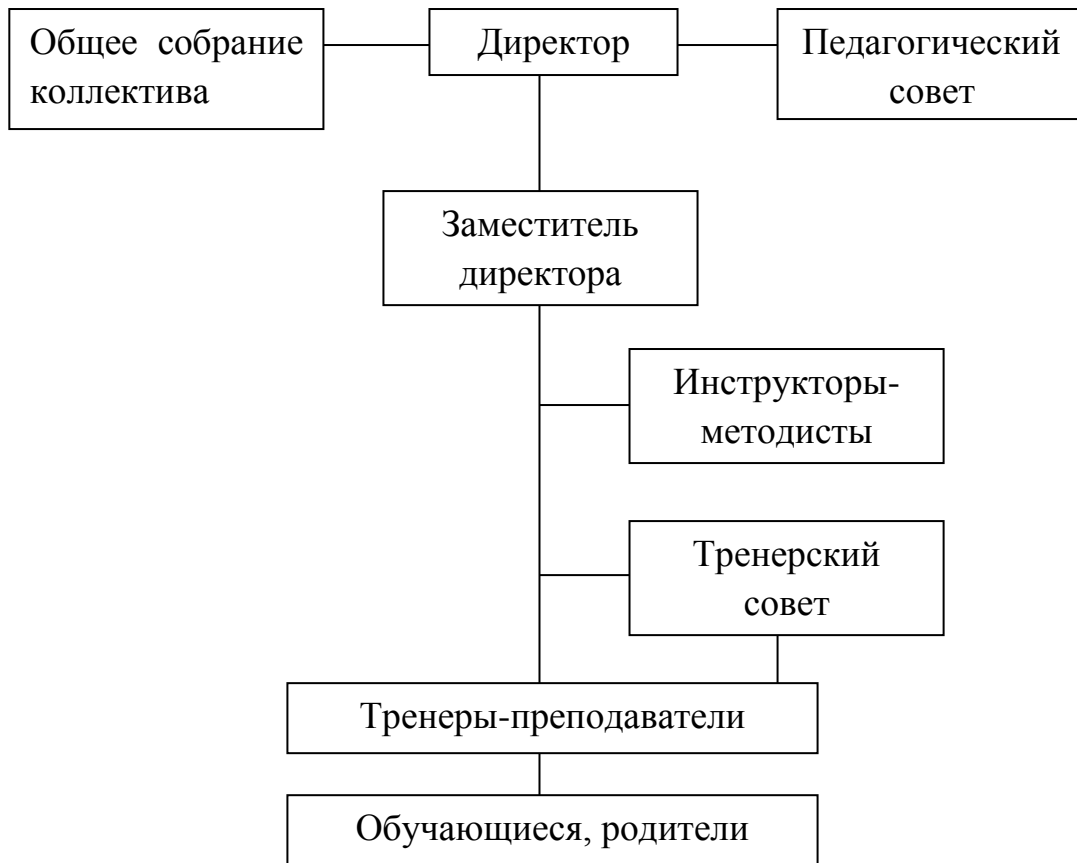 Общее собрание
коллектива
Директор
Педагогический
совет
Заместитель
директора
Инструкторы-
методисты
Тренерский
совет
Тренеры-преподаватели
Обучающиеся, родители